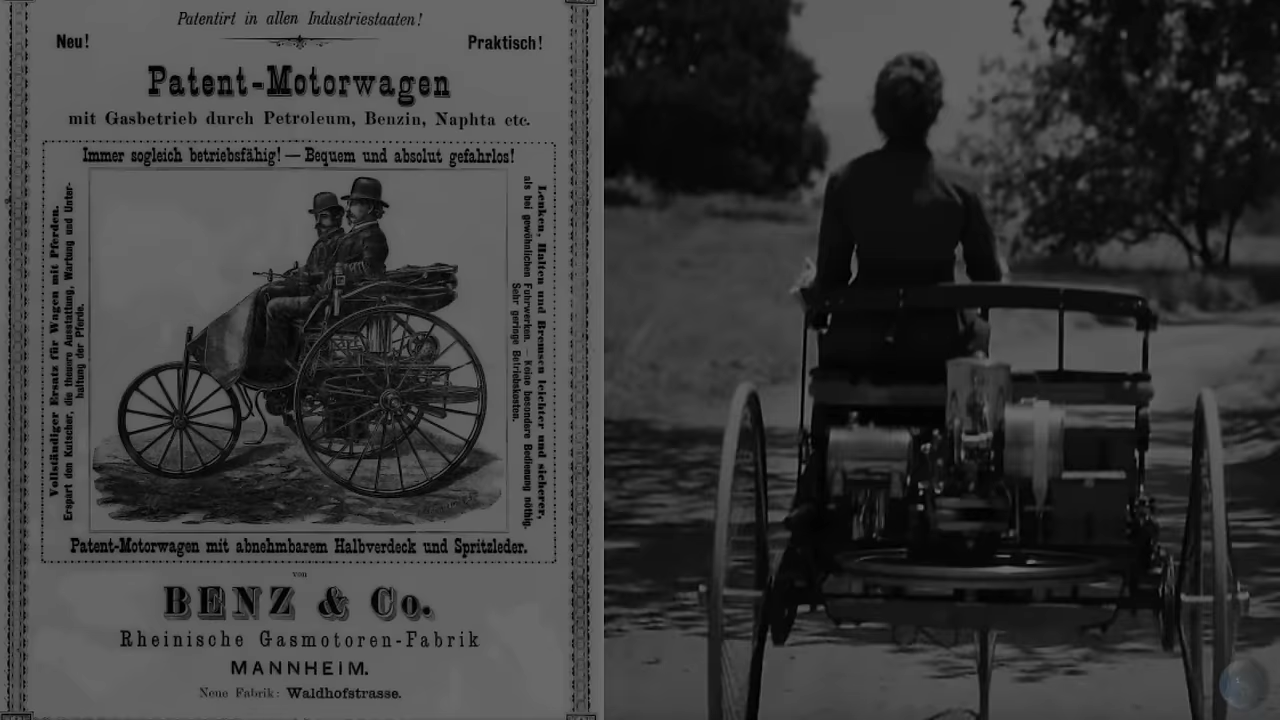 Patentirt in allen Industriestaaten!
Neu!
Praktisch!
Patent-Motorwagen
mit Gasbetrieb durch Petroleum, Benzin, Naphta etc.
Immer sogleich betriebsfähig! — Bequem und absolut gefahrlos!
Vollständiger Ersatz für Wagen mit Pferden.
Erspart den Kutscher, die theuere Ausstattung, Wartung und Unter-
haltung der Pferde.
Lenken, Halten und Bremsen leichter und sicherer,
als bei gewöhnlichen Fuhrwerken. — Keine besondere Bedienung nöthig.
Sehr geringe Betriebskosten.
Patent-Motorwagen mit abnehmbarem Halbverdeck und Spritzleder.
von
BENZ & Co.
Rheinische Gasmotoren-Fabrik
MANNHEIM.
Neue Fabrik: Waldhofstrasse.